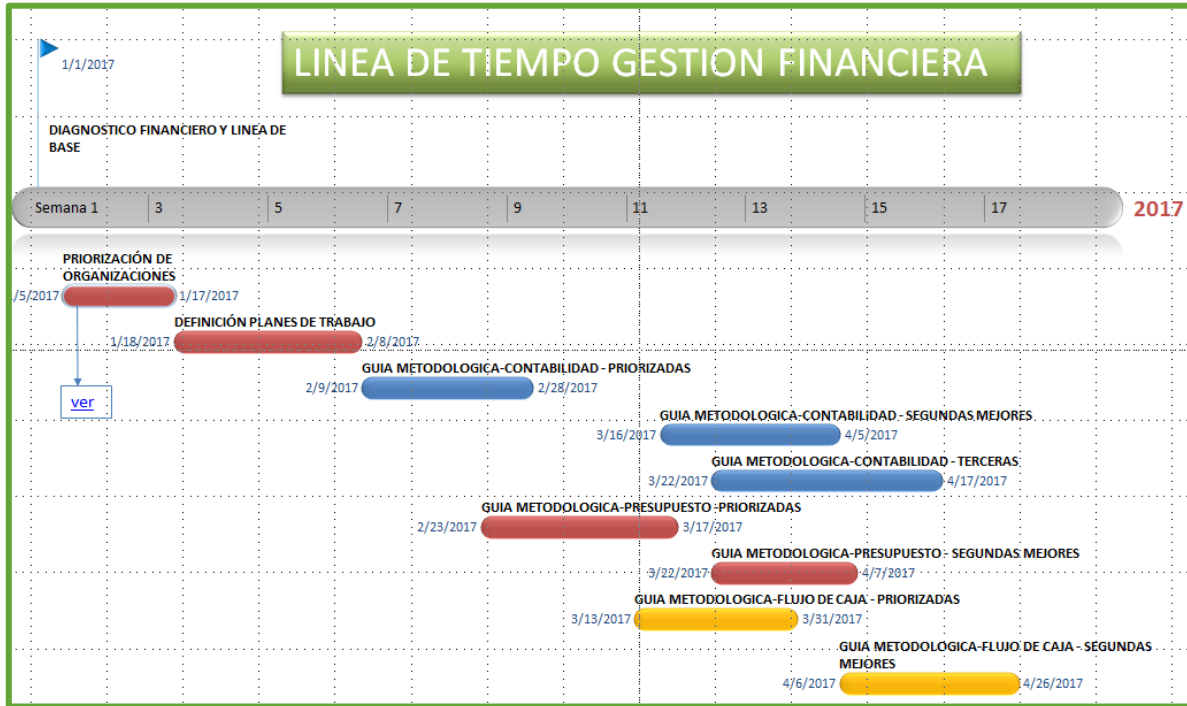 LINEA DE TIEMPO GESTION FINANCIERA
1/1/2017
DIAGNOSTICO FINANCIERO Y LINEA DE
BASE
Semana 1 3 5 7 9 11 13 15 17 2017
PRIORIZACIÓN DE
ORGANIZACIONES
/5/2017 1/17/2017
DEFINICIÓN PLANES DE TRABAJO
1/18/2017 2/8/2017
GUIA METODOLOGICA-CONTABILIDAD - PRIORIZADAS
2/9/2017 2/28/2017
ver
GUIA METODOLOGICA-CONTABILIDAD - SEGUNDAS MEJORES
3/16/2017 4/5/2017
GUIA METODOLOGICA-CONTABILIDAD - TERCERAS
3/22/2017 4/17/2017
GUIA METODOLOGICA-PRESUPUESTO -PRIORIZADAS
2/23/2017 3/17/2017
GUIA METODOLOGICA-PRESUPUESTO - SEGUNDAS MEJORES
3/22/2017 4/7/2017
GUIA METODOLOGICA-FLUJO DE CAJA - PRIORIZADAS
3/13/2017 3/31/2017
GUIA METODOLOGICA-FLUJO DE CAJA - SEGUNDAS
MEJORES
4/6/2017 4/26/2017